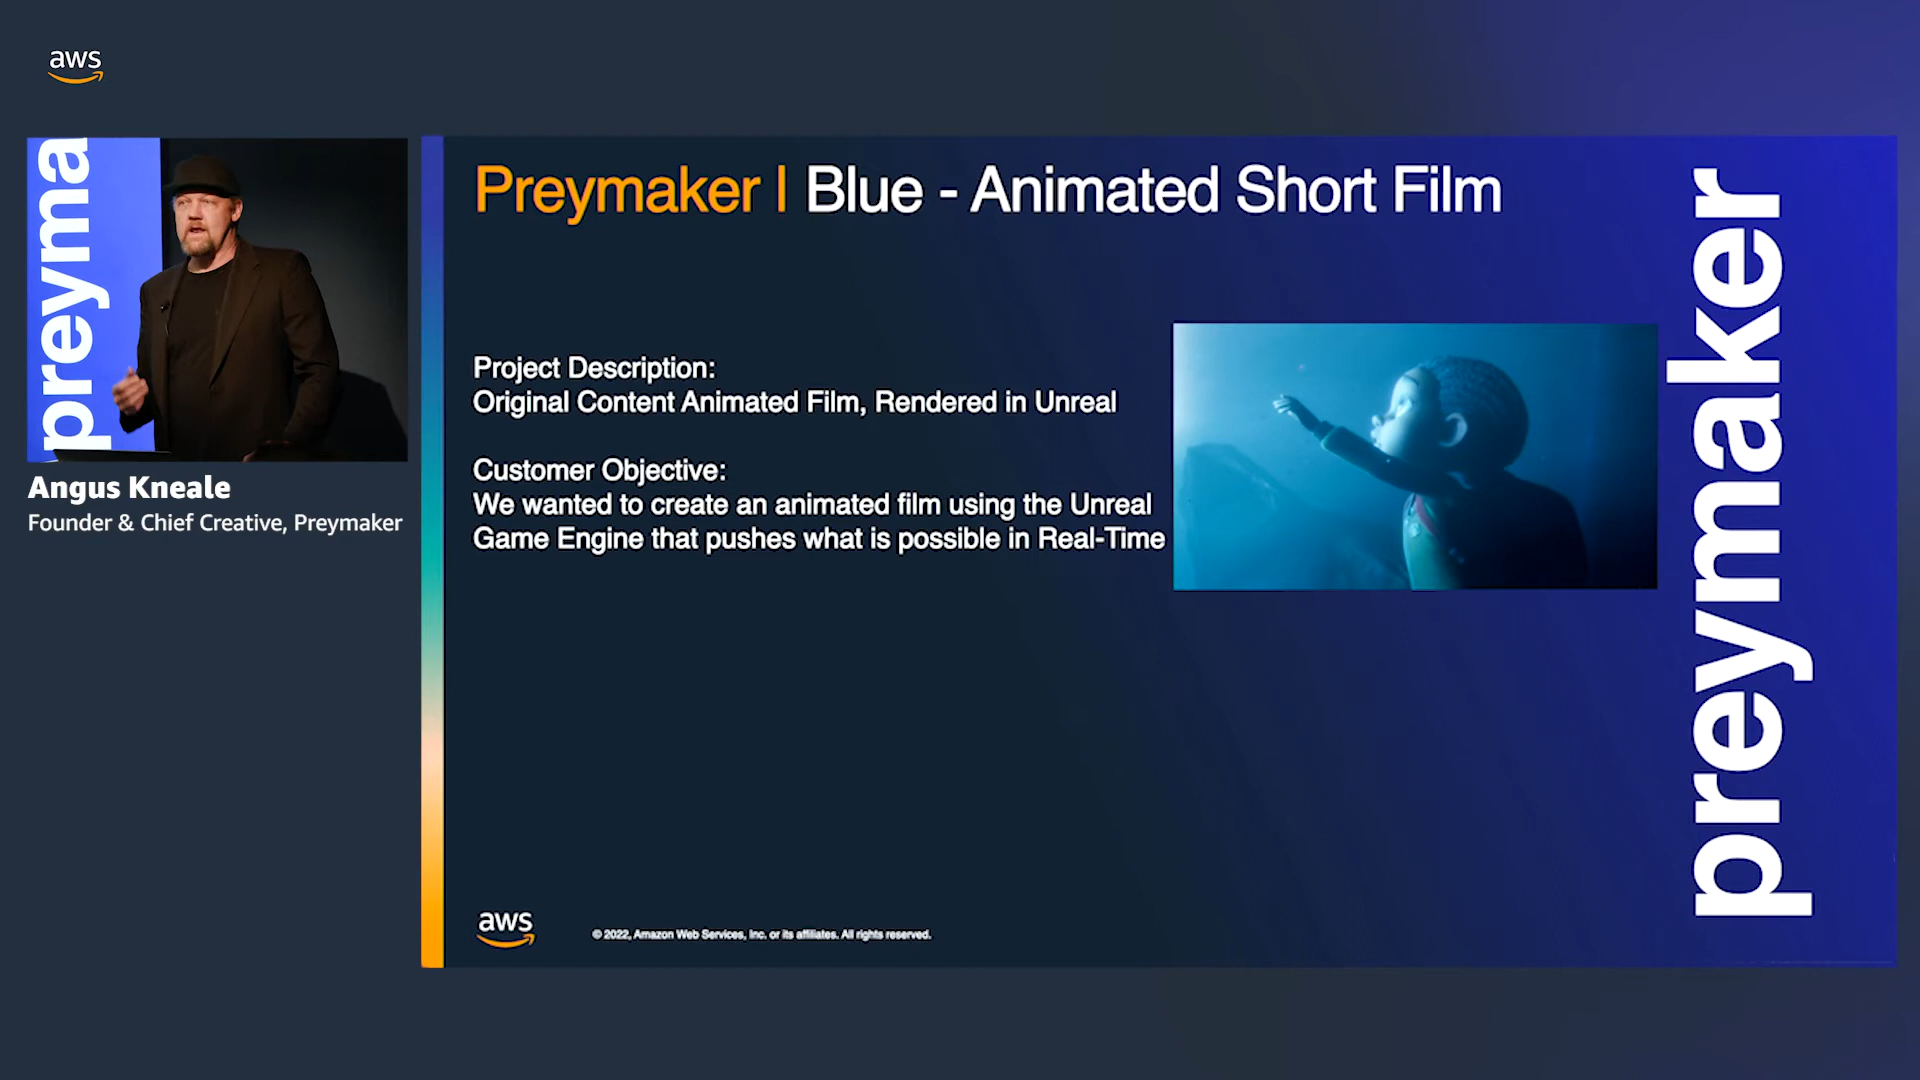 aws
preyma
Angus Kneale
Founder & Chief Creative, Preymaker
Preymaker | Blue - Animated Short Film
Project Description:
Original Content Animated Film, Rendered in Unreal
Customer Objective:
We wanted to create an animated film using the Unreal
Game Engine that pushes what is possible in Real-Time
preymaker
aws
© 2022, Amazon Web Services, Inc. or its affiliates. All rights reserved.